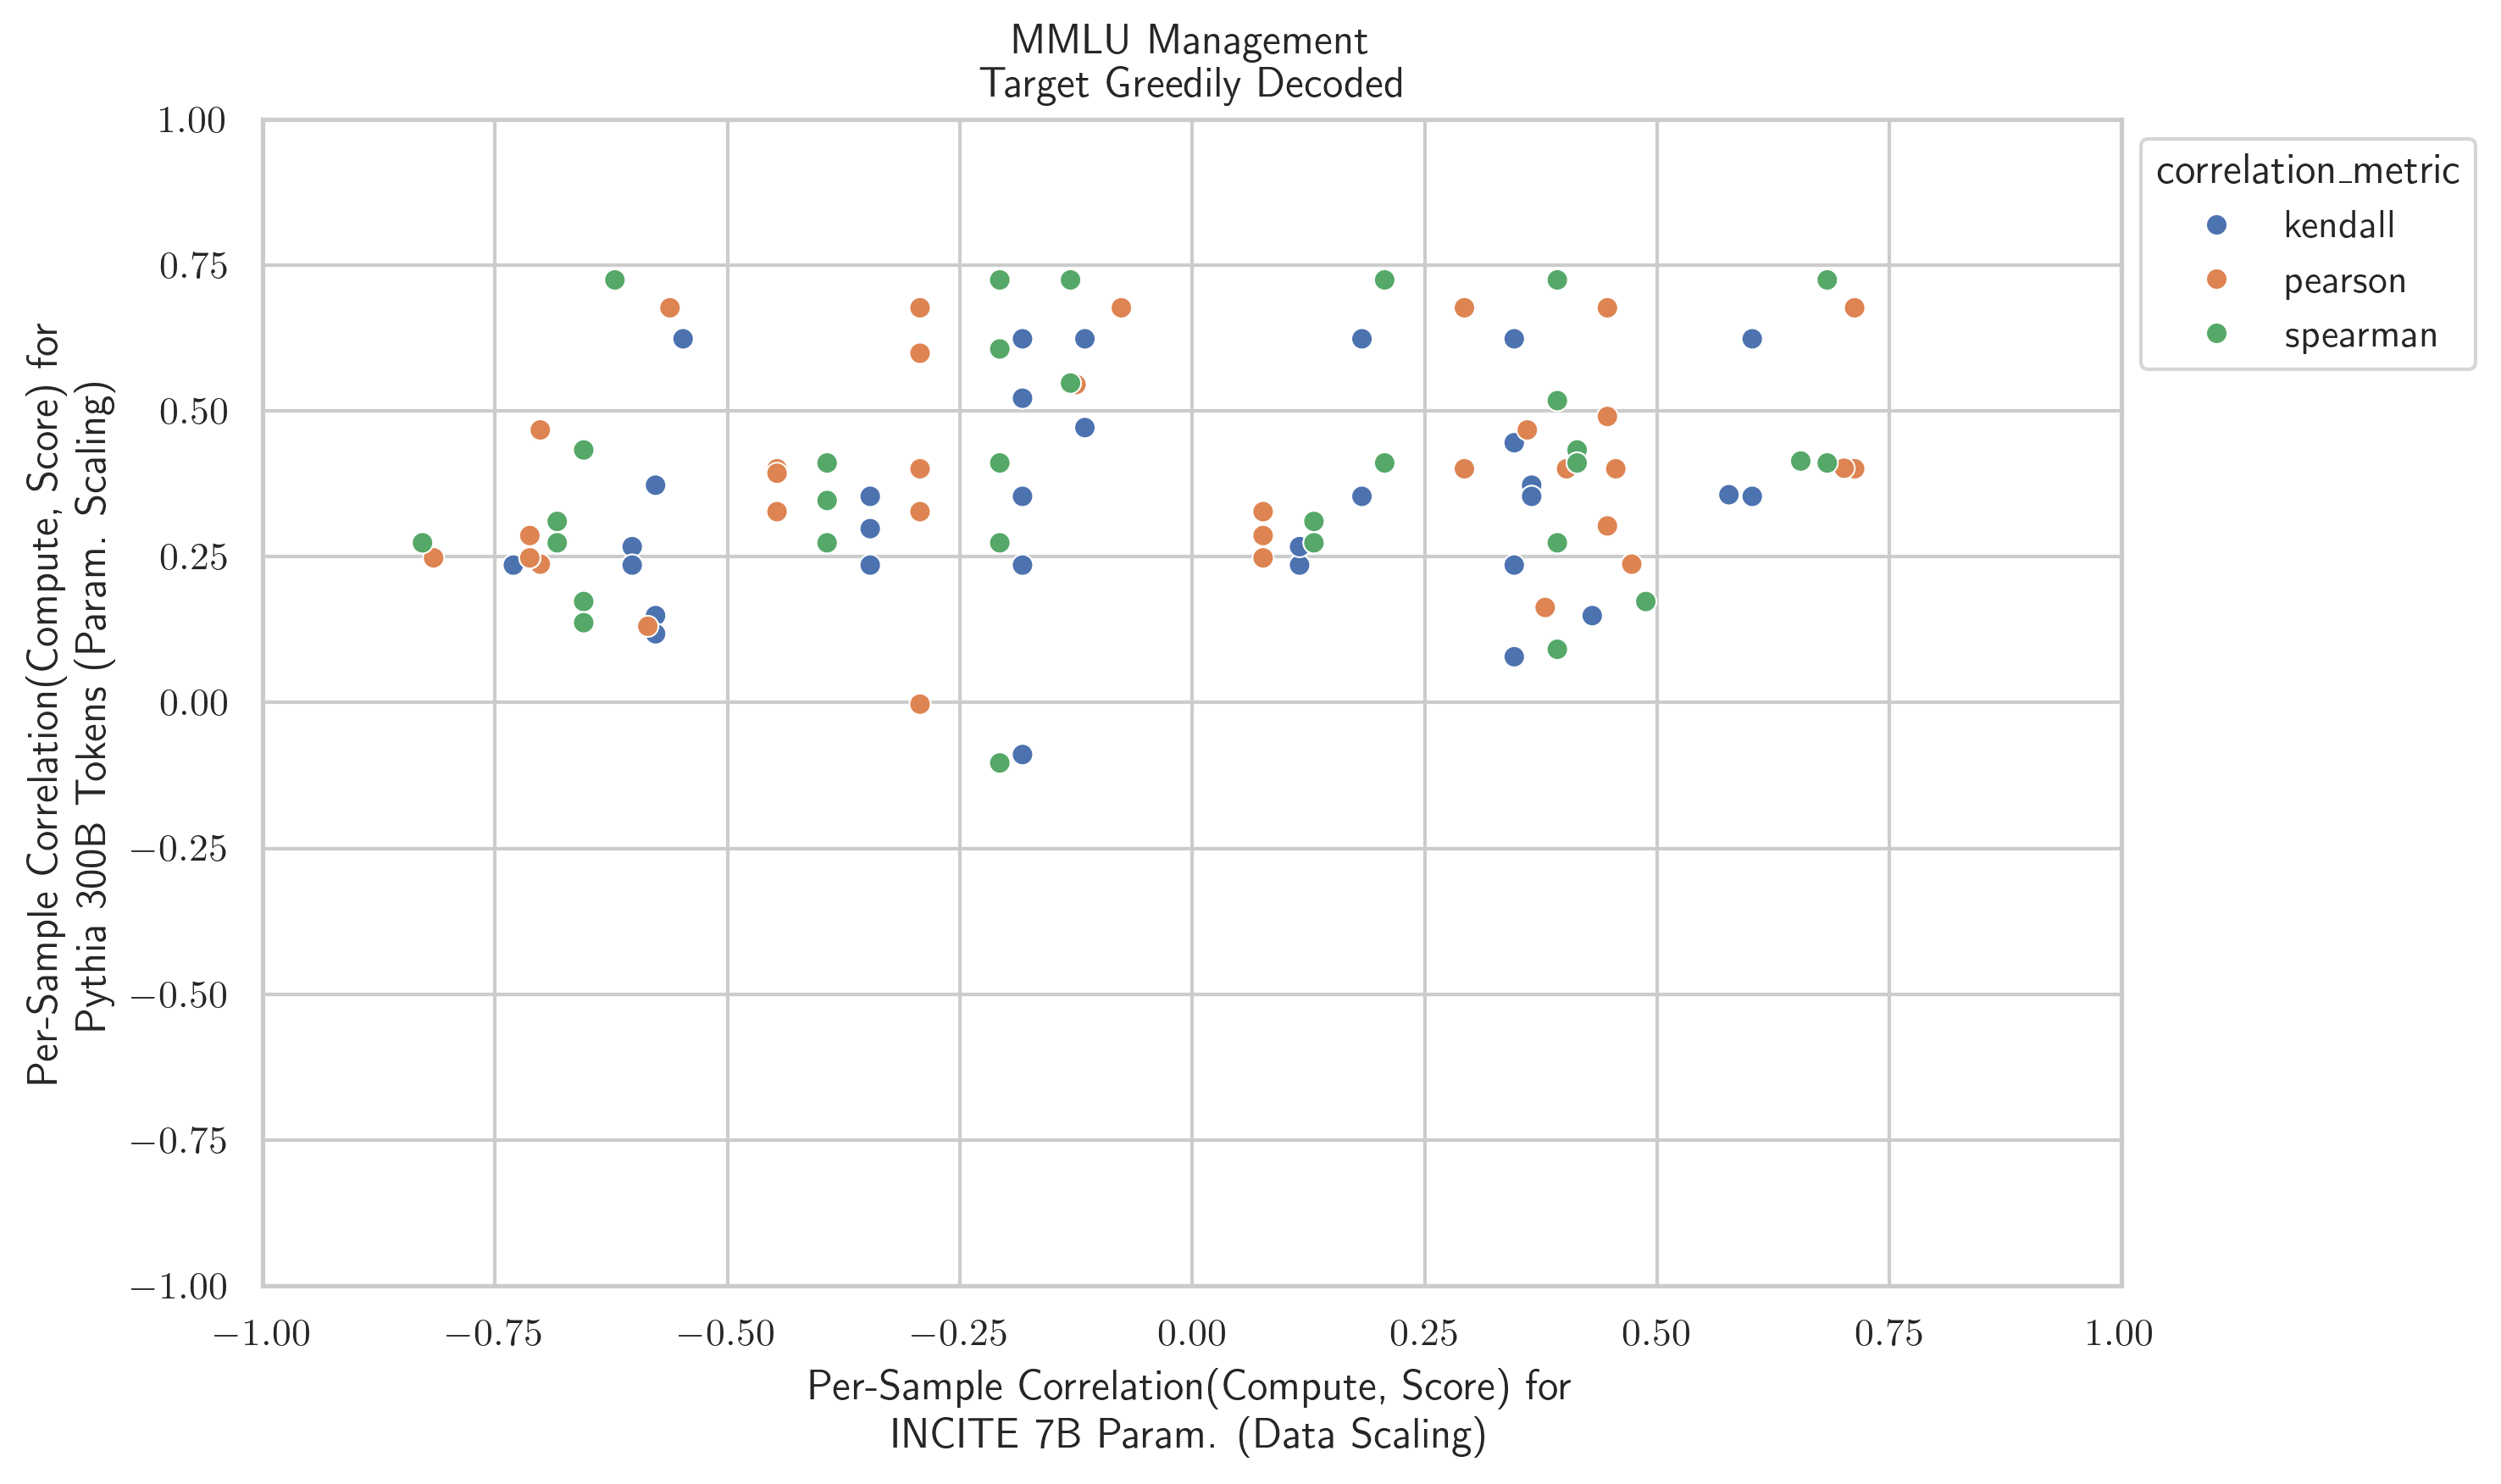 MMLU Management
Target Greedily Decoded
Per-Sample Correlation(Compute, Score) for
Pythia 300B Tokens (Param. Scaling)
1.00
0.75
0.50
0.25
0.00
−0.25
−0.50
−0.75
−1.00
−1.00 −0.75 −0.50 −0.25 0.00 0.25 0.50 0.75 1.00
Per-Sample Correlation(Compute, Score) for
INCITE 7B Param. (Data Scaling)
correlation_metric
kendall
pearson
spearman